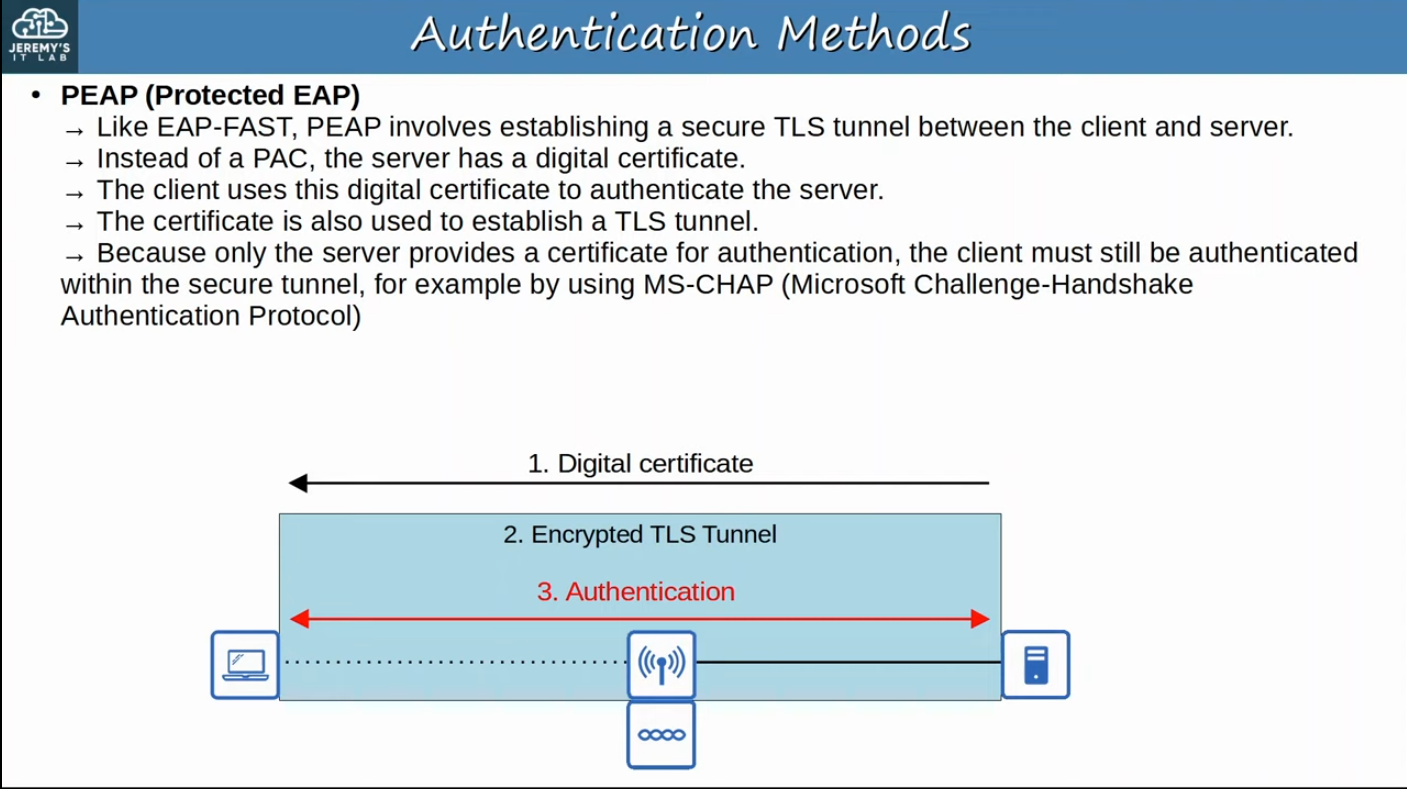 JEREMY'S
IT LAB
Authentication Methods
• PEAP (Protected EAP)
→ Like EAP-FAST, PEAP involves establishing a secure TLS tunnel between the client and server.
→ Instead of a PAC, the server has a digital certificate.
→ The client uses this digital certificate to authenticate the server.
→ The certificate is also used to establish a TLS tunnel.
→ Because only the server provides a certificate for authentication, the client must still be authenticated
within the secure tunnel, for example by using MS-CHAP (Microsoft Challenge-Handshake
Authentication Protocol)
1. Digital certificate
2. Encrypted TLS Tunnel
3. Authentication